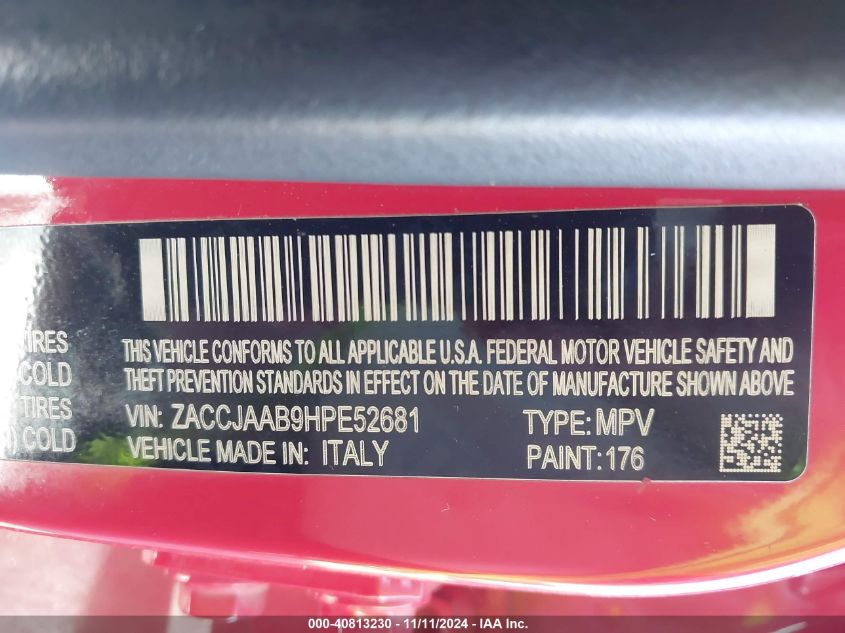 THIS VEHICLE CONFORMS TO ALL APPLICABLE U.S.A. FEDERAL MOTOR VEHICLE SAFETY AND
THEFT PREVENTION STANDARDS IN EFFECT ON THE DATE OF MANUFACTURE SHOWN ABOVE
VIN: ZACCJAAB9HPE52681 TYPE: MPV
VEHICLE MADE IN: ITALY PAINT: 176
TIRES
COLD
TIRES
COLD
000-40813230 - 11/11/2024 - IAA Inc.